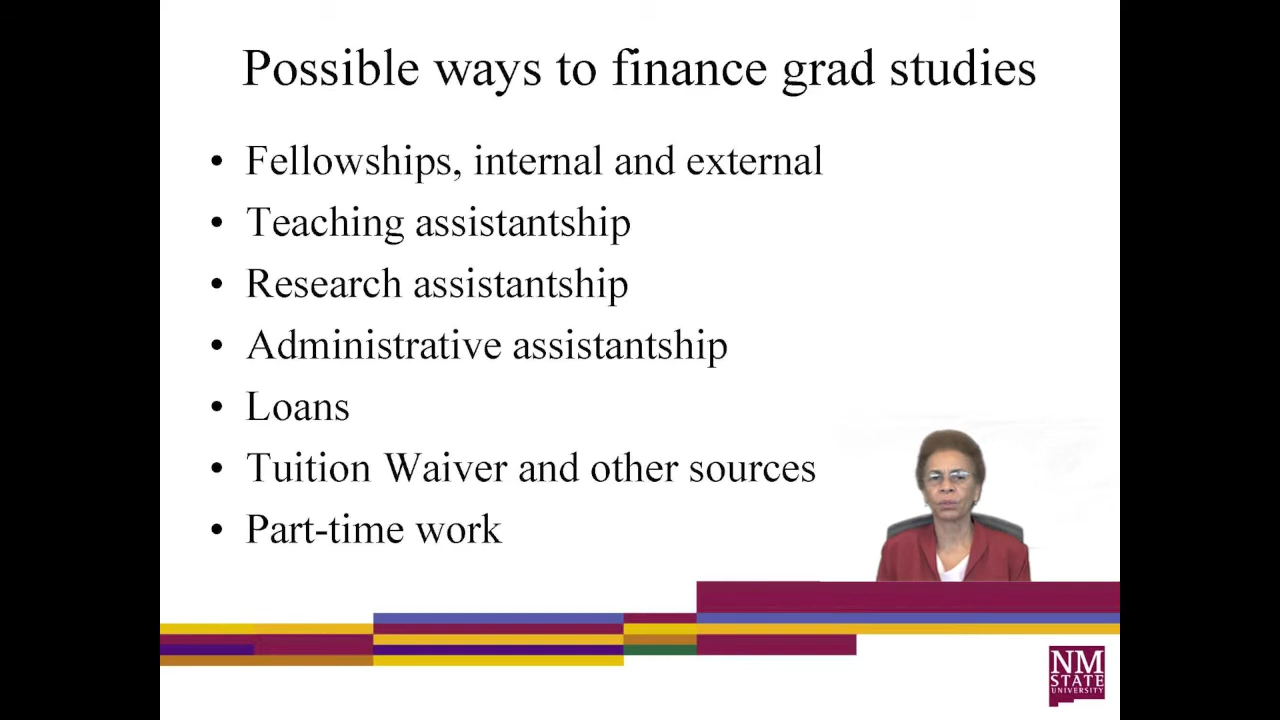 Possible ways to finance grad studies
• Fellowships, internal and external
• Teaching assistantship
• Research assistantship
• Administrative assistantship
• Loans
• Tuition Waiver and other sources
• Part-time work
NM
STATE
UNIVERSITY